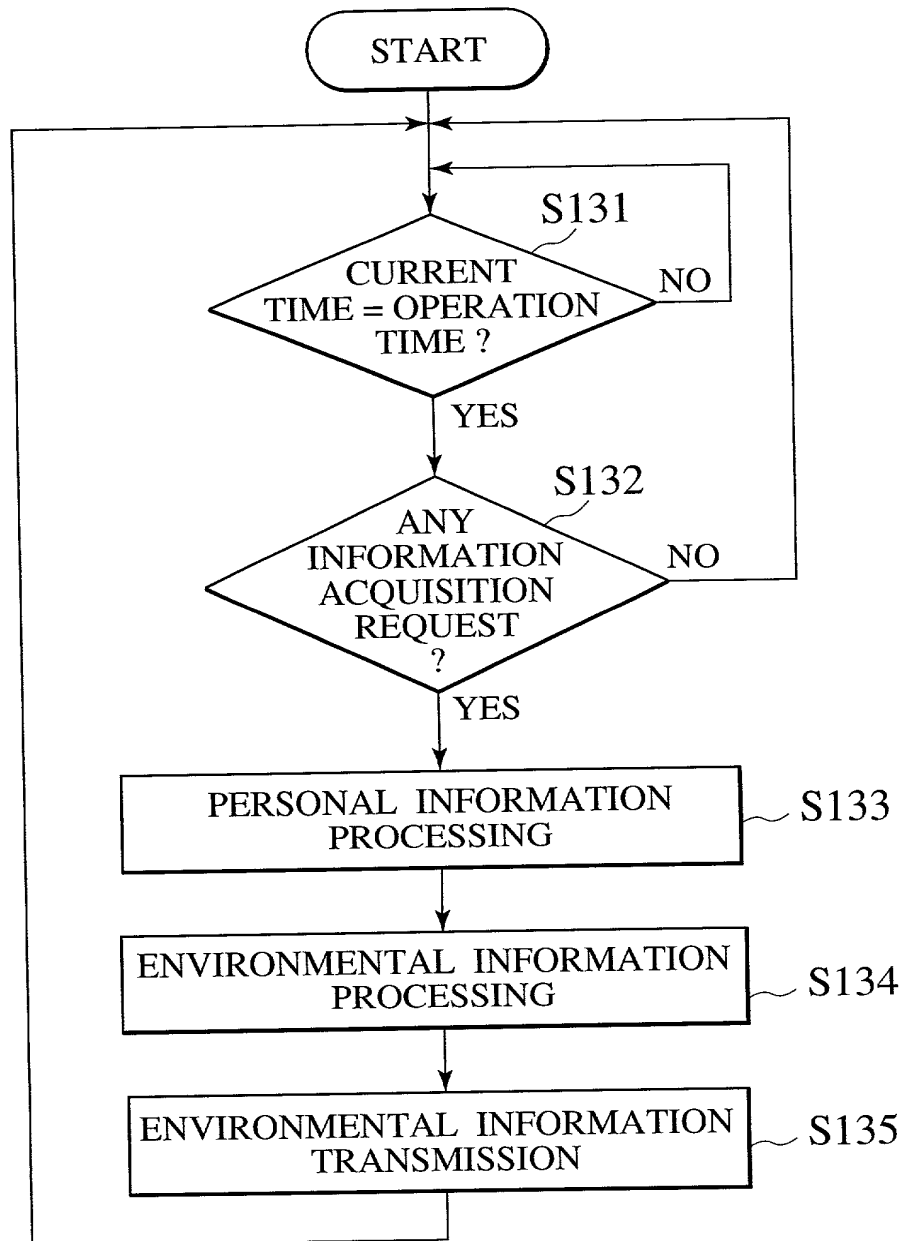 START
S131
CURRENT
TIME = OPERATION
TIME ?
NO
YES
S132
ANY
INFORMATION
ACQUISITION
REQUEST
?
NO
YES
PERSONAL INFORMATION
PROCESSING
S133
ENVIRONMENTAL INFORMATION
PROCESSING
S134
ENVIRONMENTAL INFORMATION
TRANSMISSION
S135